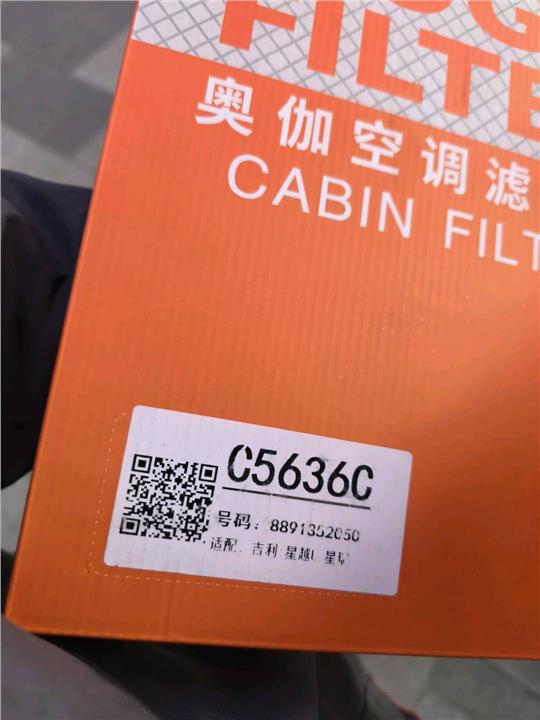 FILTE
奥伽空调滤
CABIN FILT
C5636C
号码：8891352050
适配：吉利:星越L 星瑞